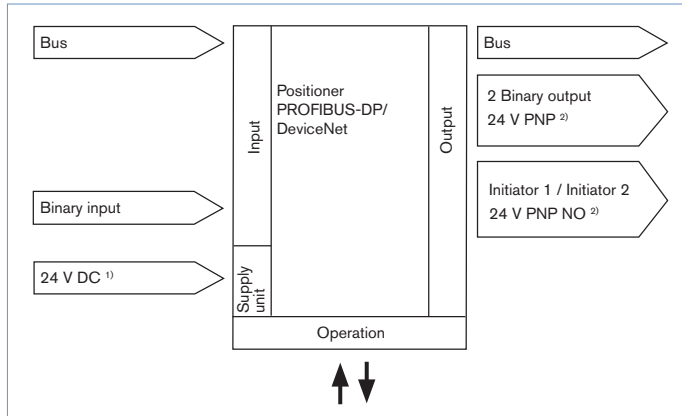 Bus
Binary input
24 V DC 1)
Input
Supply
unit
Positioner
PROFIBUS-DP/
DeviceNet
Output
Operation
Bus
2 Binary output
24 V PNP 2)
Initiator 1 / Initiator 2
24 V PNP NO 2)